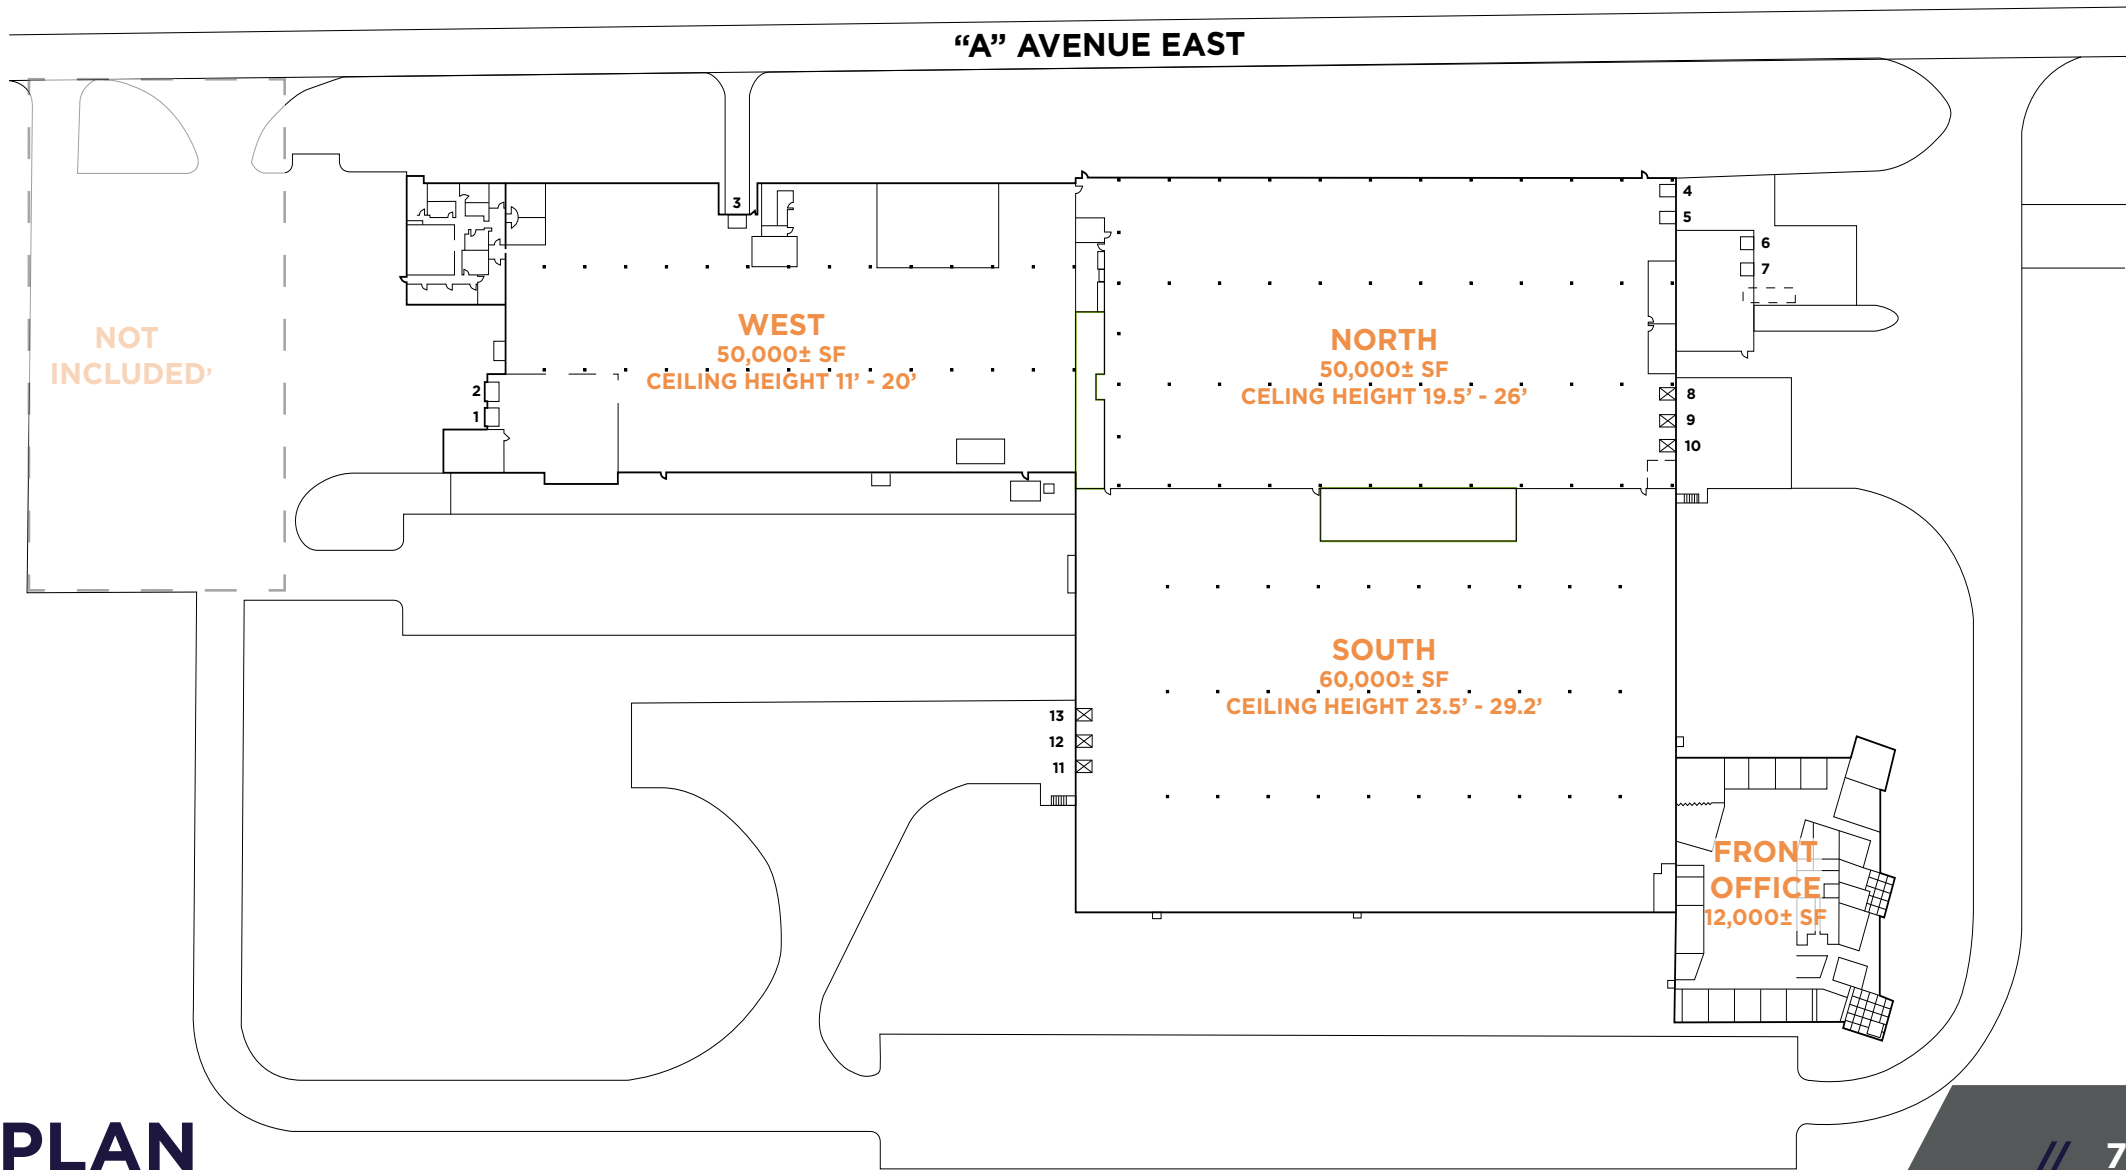 “A” AVENUE EAST
3
4
5
6
7
WEST
50,000± SF
CEILING HEIGHT 11’ - 20’
NOT
INCLUDED’
NORTH
50,000± SF
CELING HEIGHT 19.5’ - 26’
2
1
8
9
10
SOUTH
60,000± SF
CEILING HEIGHT 23.5’ - 29.2’
13
12
11
FRONT
OFFICE
12,000± SF
PLAN
// 7